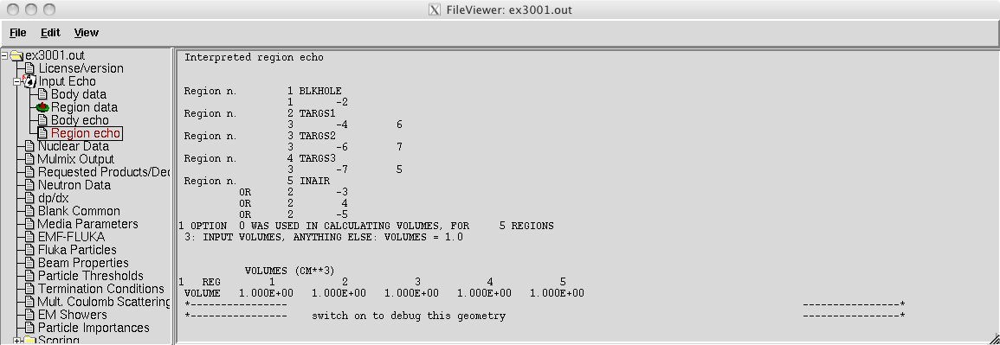 FileViewer: ex3001.out
File Edit View
ex3001.out
License/version
Input Echo
Body data
Region data
Body echo
Region echo
Nuclear Data
Mulmix Output
Requested Products/Dec
Neutron Data
dp/dx
Blank Common
Media Parameters
EMF-FLUKA
Fluka Particles
Beam Properties
Particle Thresholds
Termination Conditions
Mult. Coulomb Scattering
EM Showers
Particle Importances
Scoring
Interpreted region echo
Region n. 1 BLKHOLE
1 -2
Region n. 2 TARGS1
3 -4 6
Region n. 3 TARGS2
3 -6 7
Region n. 4 TARGS3
3 -7 5
Region n. 5 INAIR
OR 2 -3
OR 2 4
OR 2 -5
1 OPTION 0 WAS USED IN CALCULATING VOLUMES, FOR 5 REGIONS
3: INPUT VOLUMES, ANYTHING ELSE: VOLUMES = 1.0
VOLUMES (CM**3)
1 REG 1 2 3 4 5
VOLUME 1.000E+00 1.000E+00 1.000E+00 1.000E+00 1.000E+00
*---------------- ----------------*
*---------------- switch on to debug this geometry ----------------*